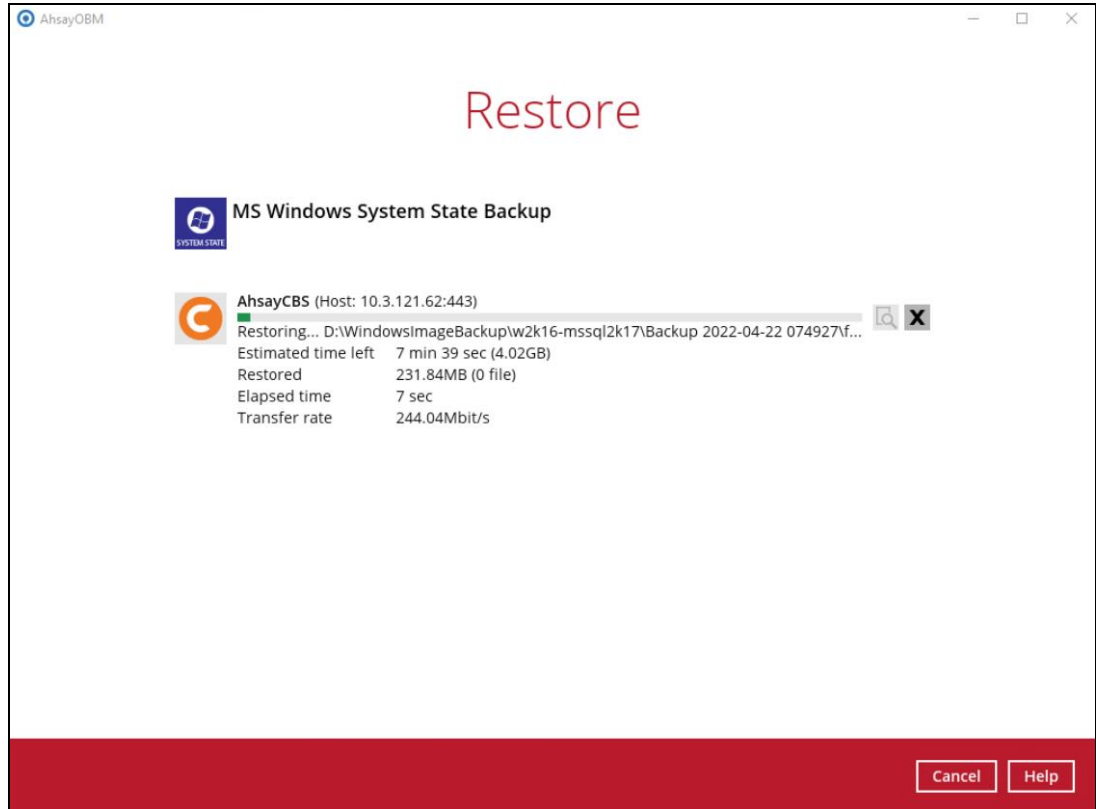 AhsayOBM
Restore
MS Windows System State Backup
SYSTEM STATE
AhsayCBS (Host: 10.3.121.62:443)
Restoring... D:\WindowsImageBackup\w2k16-mssql2k17\Backup 2022-04-22 074927\f...
Estimated time left 7 min 39 sec (4.02GB)
Restored 231.84MB (0 file)
Elapsed time 7 sec
Transfer rate 244.04Mbit/s
Cancel Help